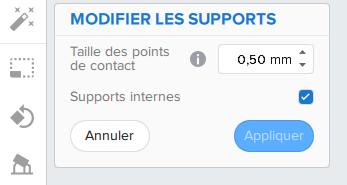 MODIFIER LES SUPPORTS
Taille des points
de contact
0,50 mm
Supports internes
Annuler
Appliquer